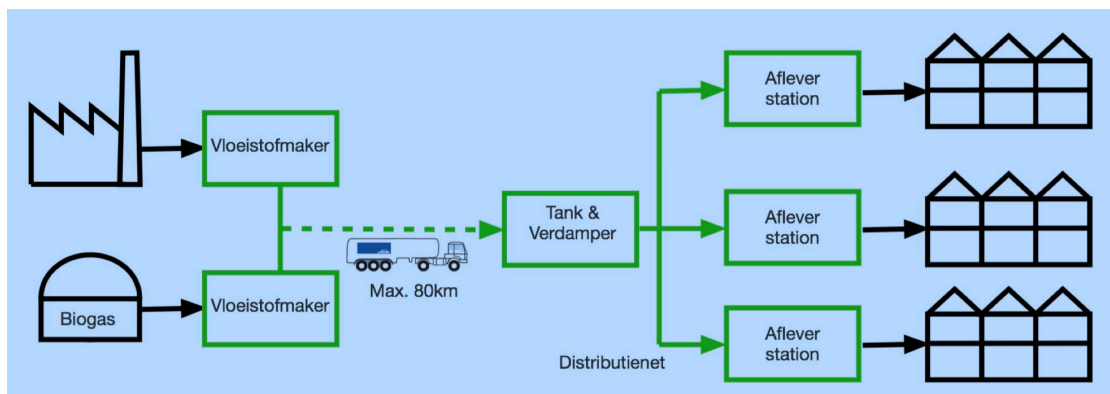 Vloeistofmaker
Biogas
Vloeistofmaker
Max. 80km
Tank &
Verdamper
Distributienet
Aflever
station
Aflever
station
Aflever
station